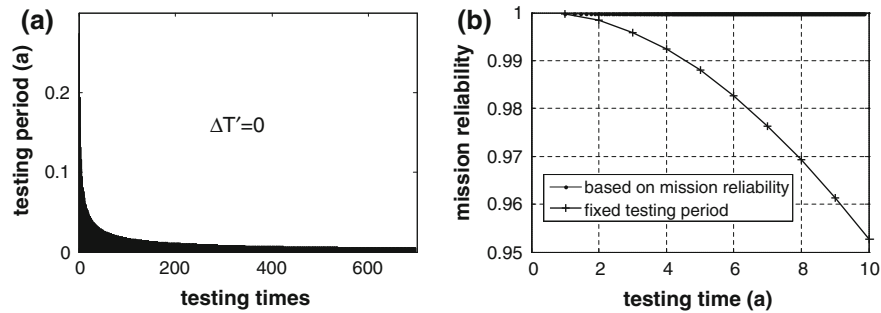 (a)
testing period (a)
0.2
0.1
0
ΔT′=0
0
200
400
600
testing times
(b)
mission reliability
1
0.99
0.98
0.97
0.96
0.95
based on mission reliability
fixed testing period
0
2
4
6
8
10
testing time (a)